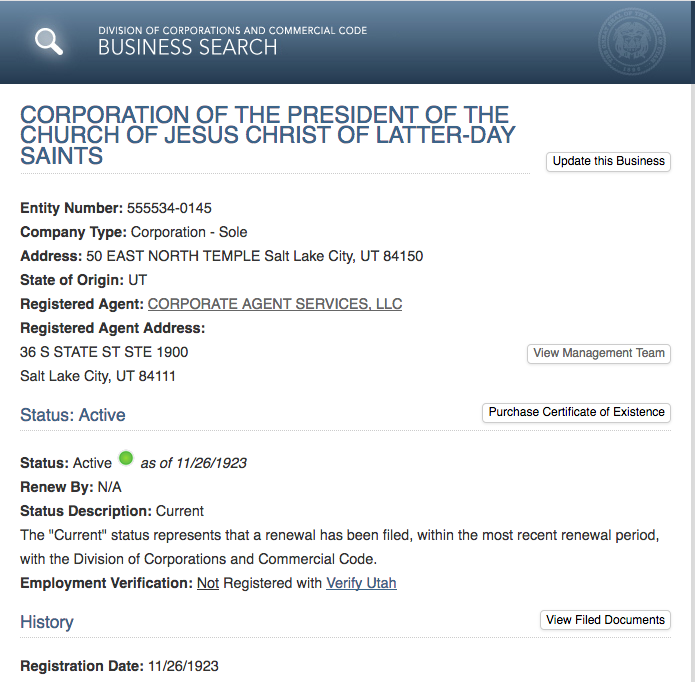 DIVISION OF CORPORATIONS AND COMMERCIAL CODE
BUSINESS SEARCH
CORPORATION OF THE PRESIDENT OF THE
CHURCH OF JESUS CHRIST OF LATTER-DAY
SAINTS
Update this Business
Entity Number: 555534-0145
Company Type: Corporation - Sole
Address: 50 EAST NORTH TEMPLE Salt Lake City, UT 84150
State of Origin: UT
Registered Agent: CORPORATE AGENT SERVICES, LLC
Registered Agent Address:
36 S STATE ST STE 1900
View Management Team
Salt Lake City, UT 84111
Status: Active
Purchase Certificate of Existence
Status: Active as of 11/26/1923
Renew By: N/A
Status Description: Current
The "Current" status represents that a renewal has been filed, within the most recent renewal period,
with the Division of Corporations and Commercial Code.
Employment Verification: Not Registered with Verify Utah
History
View Filed Documents
Registration Date: 11/26/1923